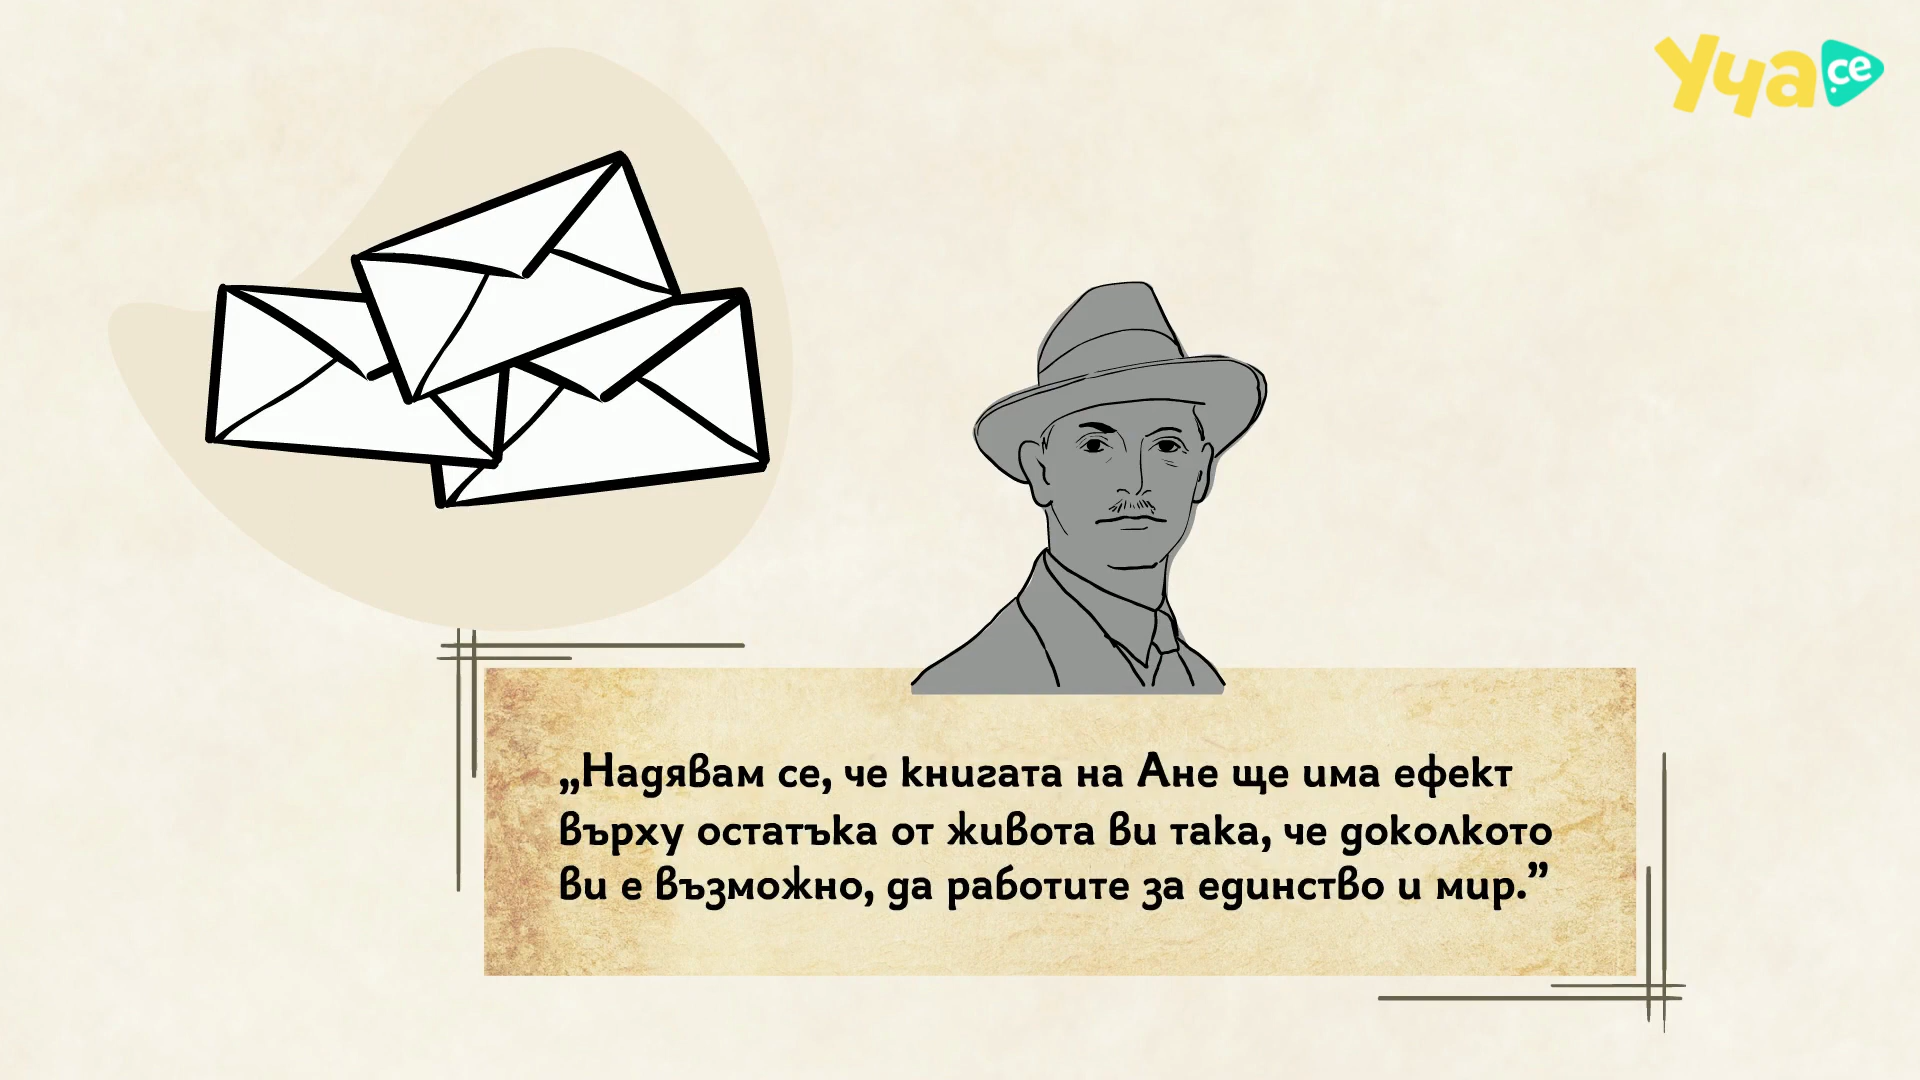 Уча се
„Надявам се, че книгата на Ане ще има ефект
върху остатъка от живота ви така, че доколкото
ви е възможно, да работите за единство и мир.”